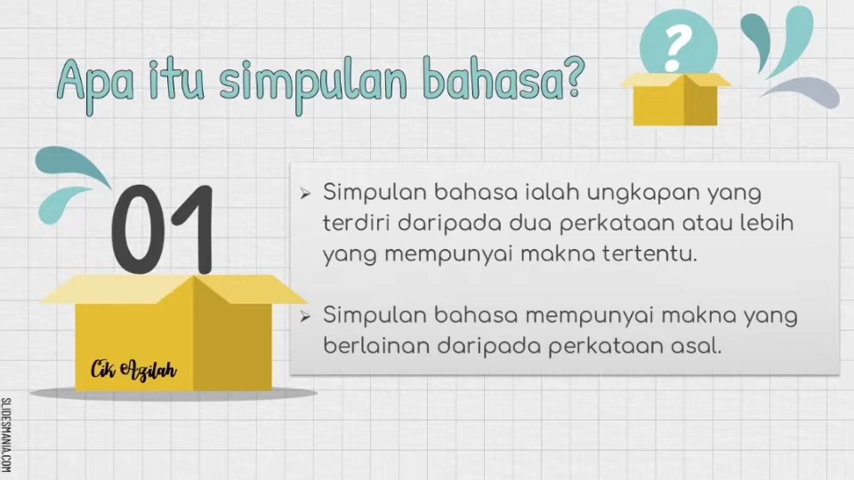 Apa itu simpulan bahasa?
?
01
Simpulan bahasa ialah ungkapan yang
terdiri daripada dua perkataan atau lebih
yang mempunyai makna tertentu.
Simpulan bahasa mempunyai makna yang
berlainan daripada perkataan asal.
Cik Azilah
SLIDESMANIA.COM